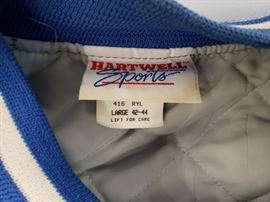 HARTWELL
Sports
416 RYL
LARGE 42-44
LIFT FOR CARE